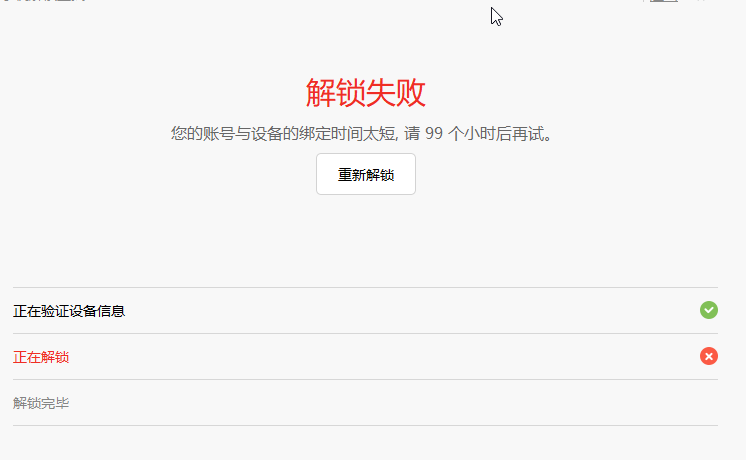 解锁失败
您的账号与设备的绑定时间太短, 请 99 个小时后再试。
重新解锁
正在验证设备信息
正在解锁
解锁完毕